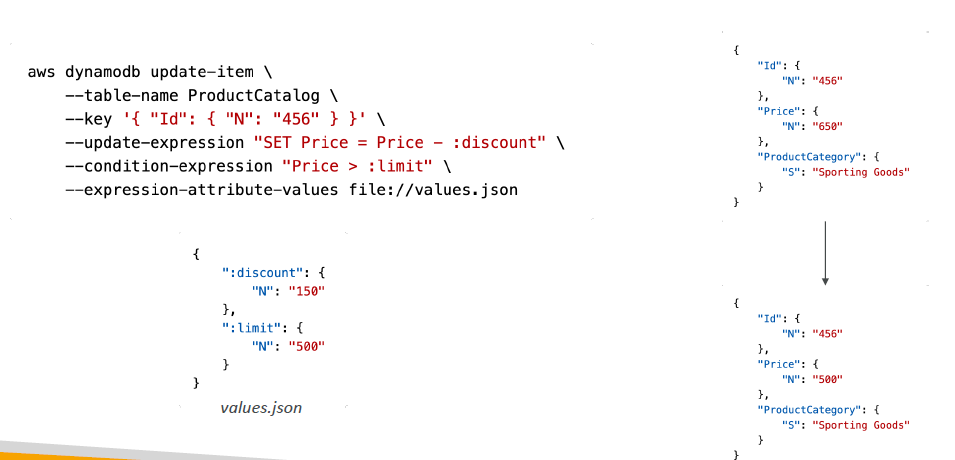 aws dynamodb update-item \
--table-name ProductCatalog \
--key '{ "Id": { "N": "456" } }' \
--update-expression "SET Price = Price - :discount" \
--condition-expression "Price > :limit" \
--expression-attribute-values file://values.json
{
":discount": {
"N": "150"
},
":limit": {
"N": "500"
}
}
values.json
{
"Id": {
"N": "456"
},
"Price": {
"N": "650"
},
"ProductCategory": {
"S": "Sporting Goods"
}
}
{
"Id": {
"N": "456"
},
"Price": {
"N": "500"
},
"ProductCategory": {
"S": "Sporting Goods"
}
}